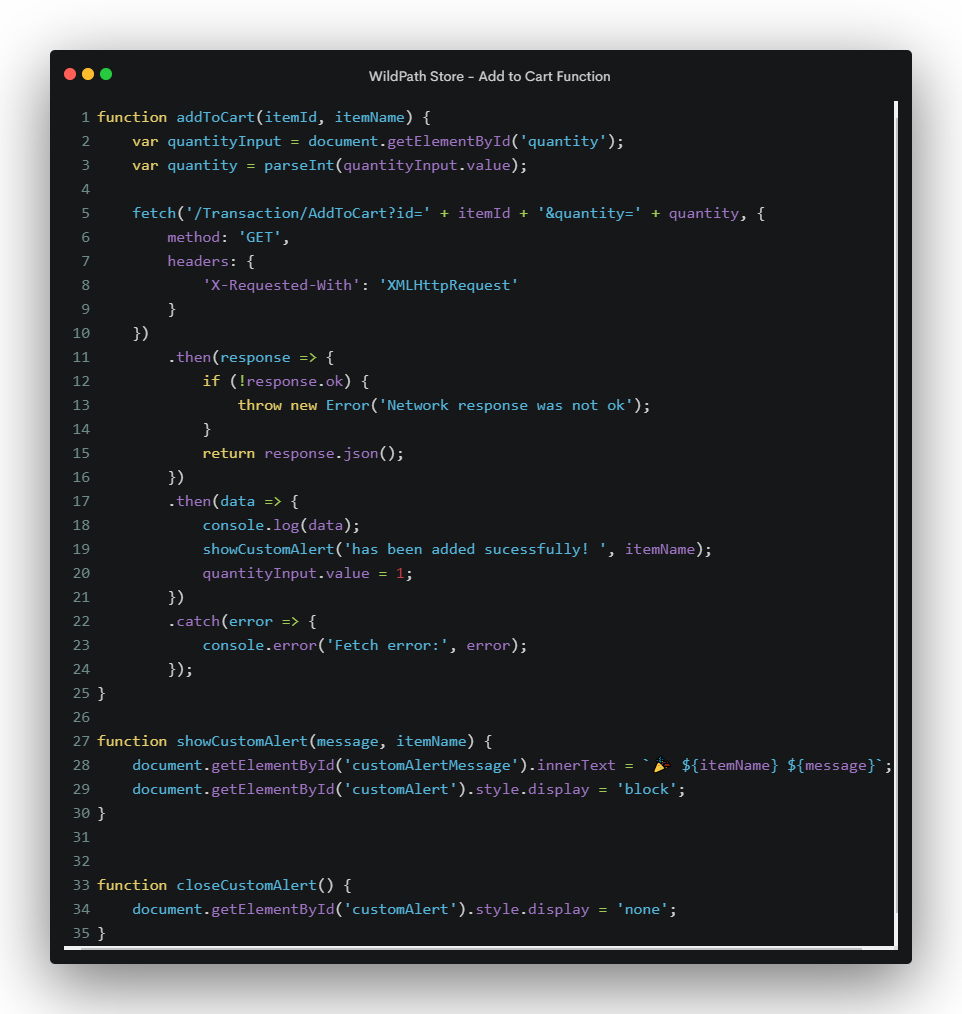 WildPath Store - Add to Cart Function
1 function addToCart(itemId, itemName) {
2     var quantityInput = document.getElementById('quantity');
3     var quantity = parseInt(quantityInput.value);
4
5     fetch('/Transaction/AddToCart?id=' + itemId + '&quantity=' + quantity, {
6         method: 'GET',
7         headers: {
8             'X-Requested-With': 'XMLHttpRequest'
9         }
10     })
11         .then(response => {
12             if (!response.ok) {
13                 throw new Error('Network response was not ok');
14             }
15             return response.json();
16         })
17         .then(data => {
18             console.log(data);
19             showCustomAlert('has been added sucessfully! ', itemName);
20             quantityInput.value = 1;
21         })
22         .catch(error => {
23             console.error('Fetch error:', error);
24         });
25 }
26
27 function showCustomAlert(message, itemName) {
28     document.getElementById('customAlertMessage').innerText = `🎉 ${itemName} ${message}`;
29     document.getElementById('customAlert').style.display = 'block';
30 }
31
32
33 function closeCustomAlert() {
34     document.getElementById('customAlert').style.display = 'none';
35 }